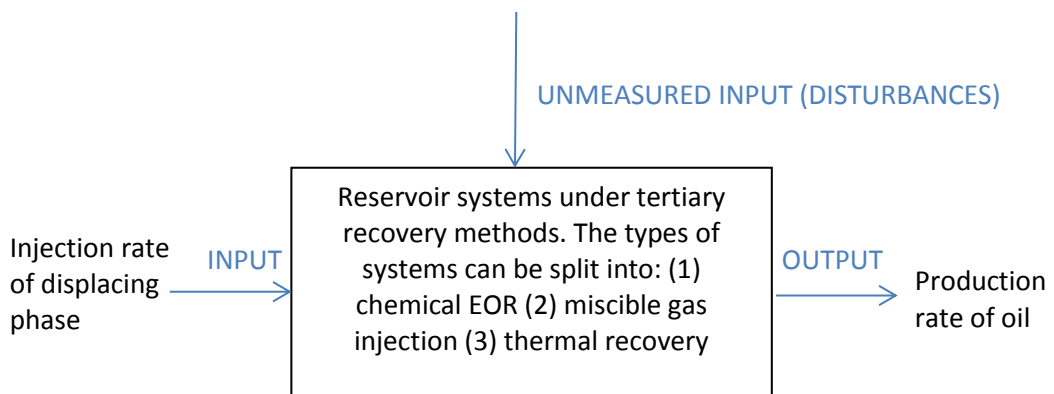 UNMEASURED INPUT (DISTURBANCES)
Injection rate
of displacing
phase
INPUT
Reservoir systems under tertiary
recovery methods. The types of
systems can be split into: (1)
chemical EOR (2) miscible gas
injection (3) thermal recovery
OUTPUT
Production
rate of oil